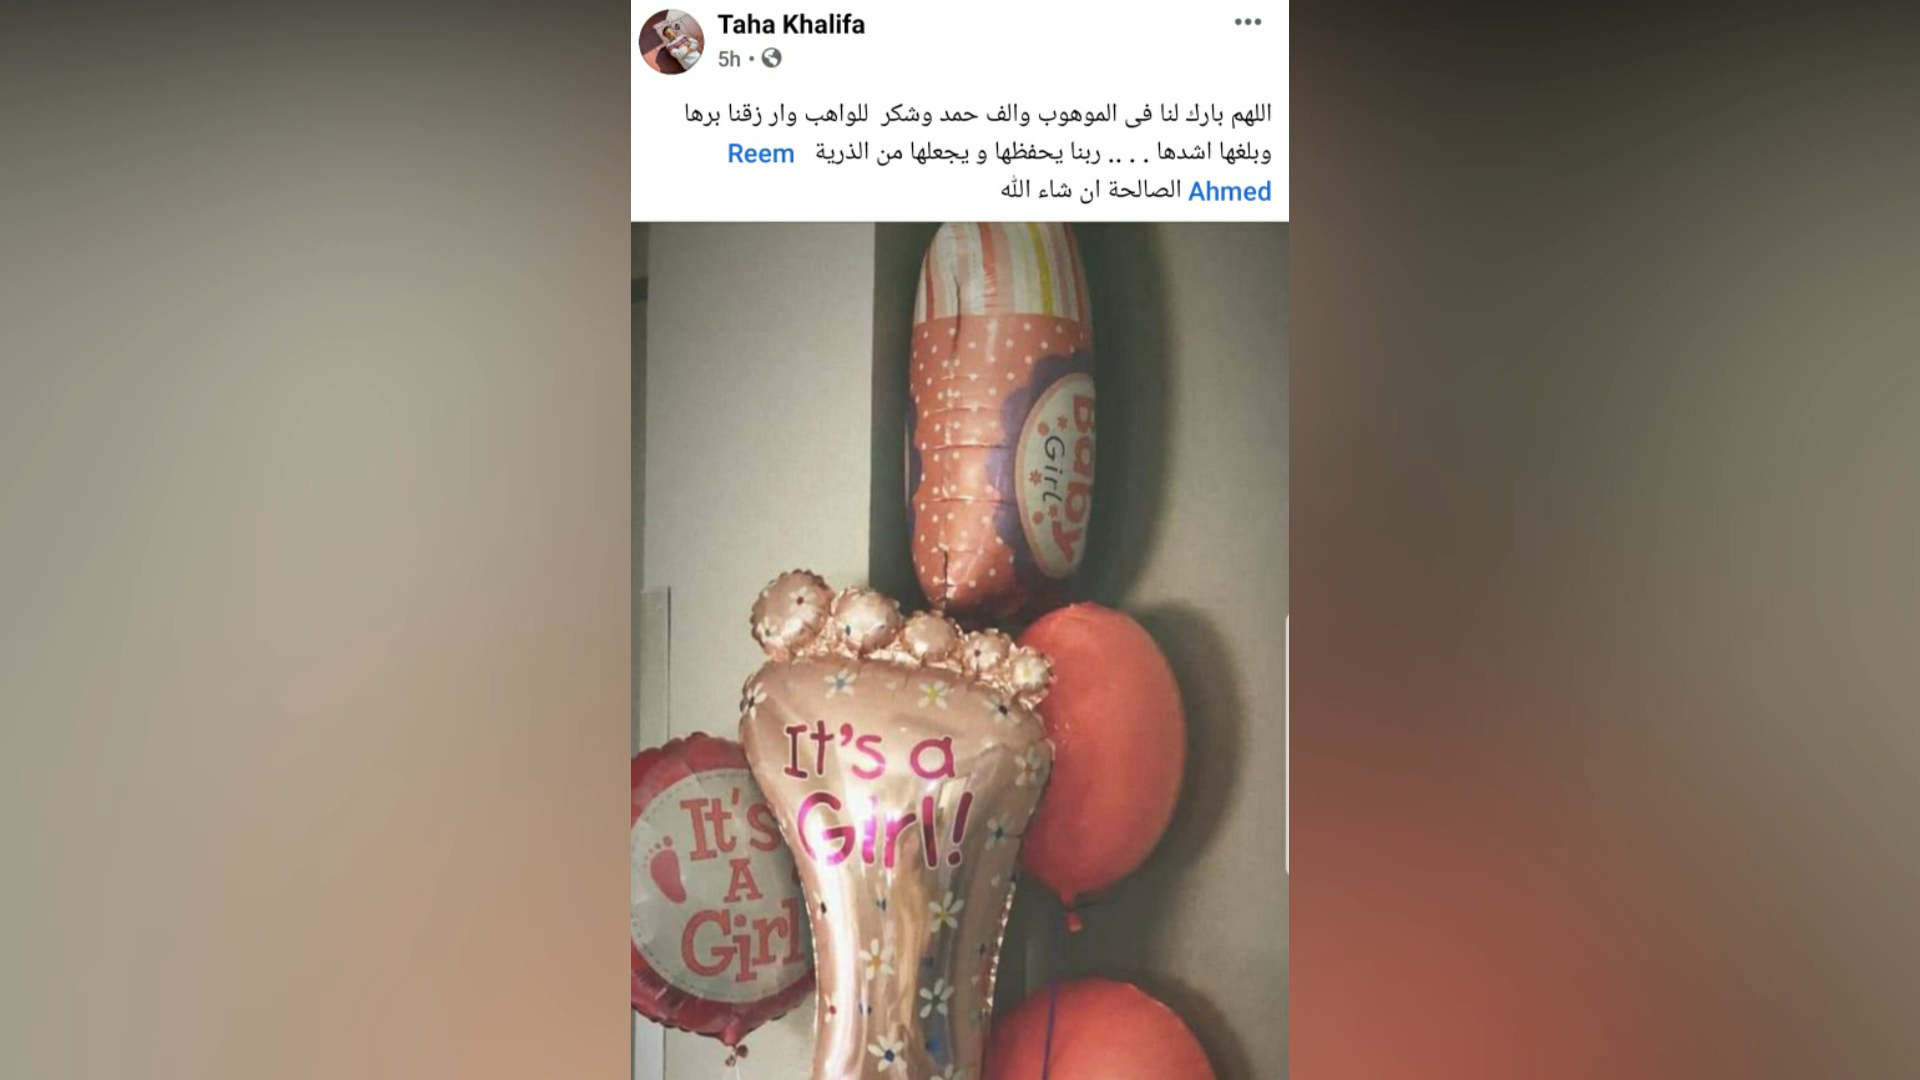 Taha Khalifa
5h
اللهم بارك لنا فى الموهوب والف حمد وشكر للواهب وار زقنا برها
وبلغها اشدها . . .. ربنا يحفظها و يجعلها من الذرية Reem
Ahmed الصالحة ان شاء الله
Baby
Girl
It's a
Girl!
It's
A
Girl